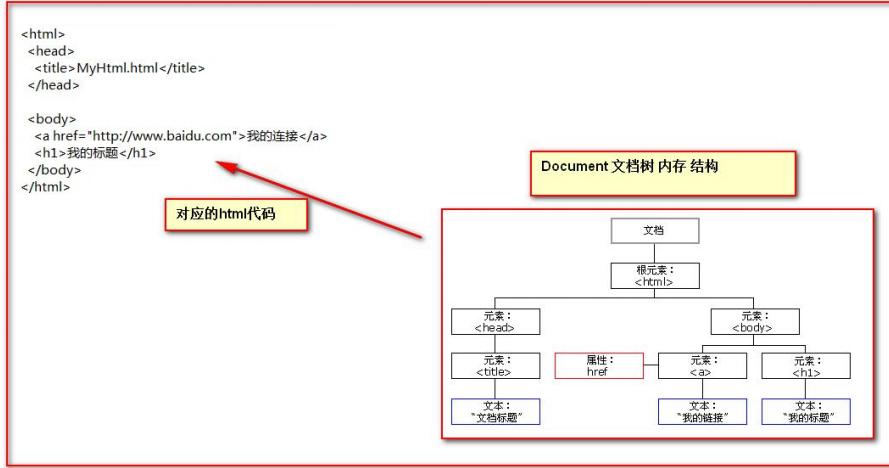 <html>
<head>
<title>MyHtml.html</title>
</head>
<body>
<a href="http://www.baidu.com">我的连接</a>
<h1>我的标题</h1>
</body>
</html>
对应的html代码
Document 文档树 内存 结构
文档
根元素：
<html>
元素：
<head>
元素：
<body>
元素：
<title>
属性：
href
元素：
<a>
元素：
<h1>
文本：
“文档标题”
文本：
“我的链接”
文本：
“我的标题”